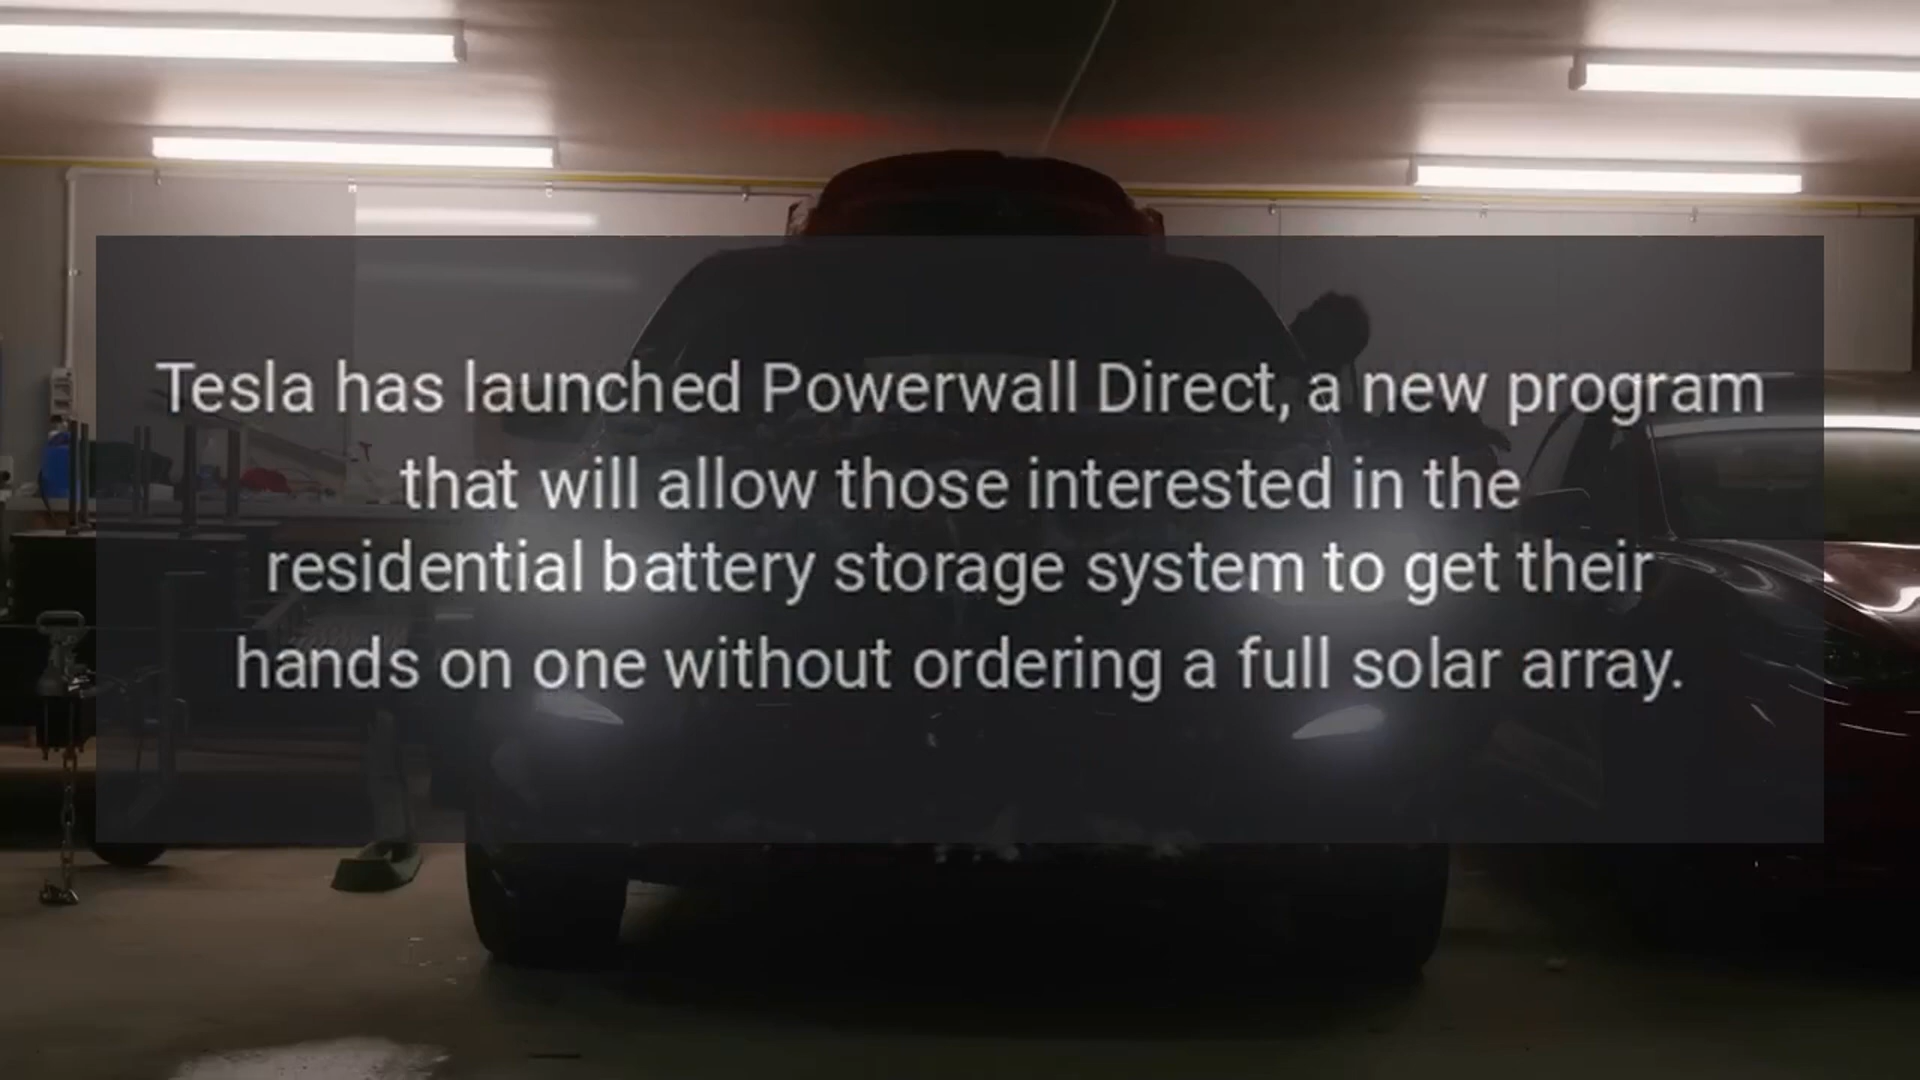 Tesla has launched Powerwall Direct, a new program
that will allow those interested in the
residential battery storage system to get their
hands on one without ordering a full solar array.